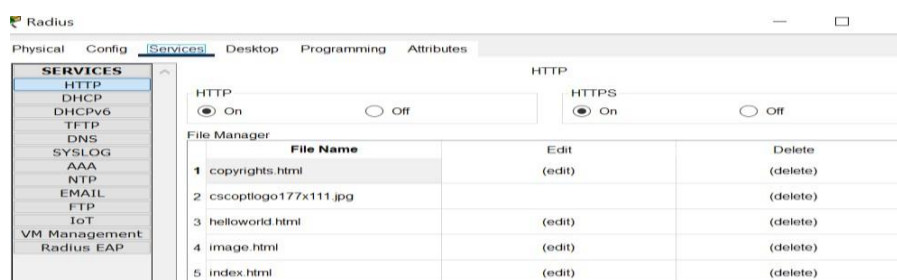 Radius
Physical Config Services Desktop Programming Attributes
SERVICES
HTTP
DHCP
DHCPv6
TFTP
DNS
SYSLOG
AAA
NTP
EMAIL
FTP
IoT
VM Management
Radius EAP
HTTP
HTTP
On Off
HTTPS
On Off
File Manager
File Name Edit Delete
1 copyrights.html (edit) (delete)
2 cscoptlogo177x111.jpg (delete)
3 helloworld.html (edit) (delete)
4 image.html (edit) (delete)
5 index.html (edit) (delete)